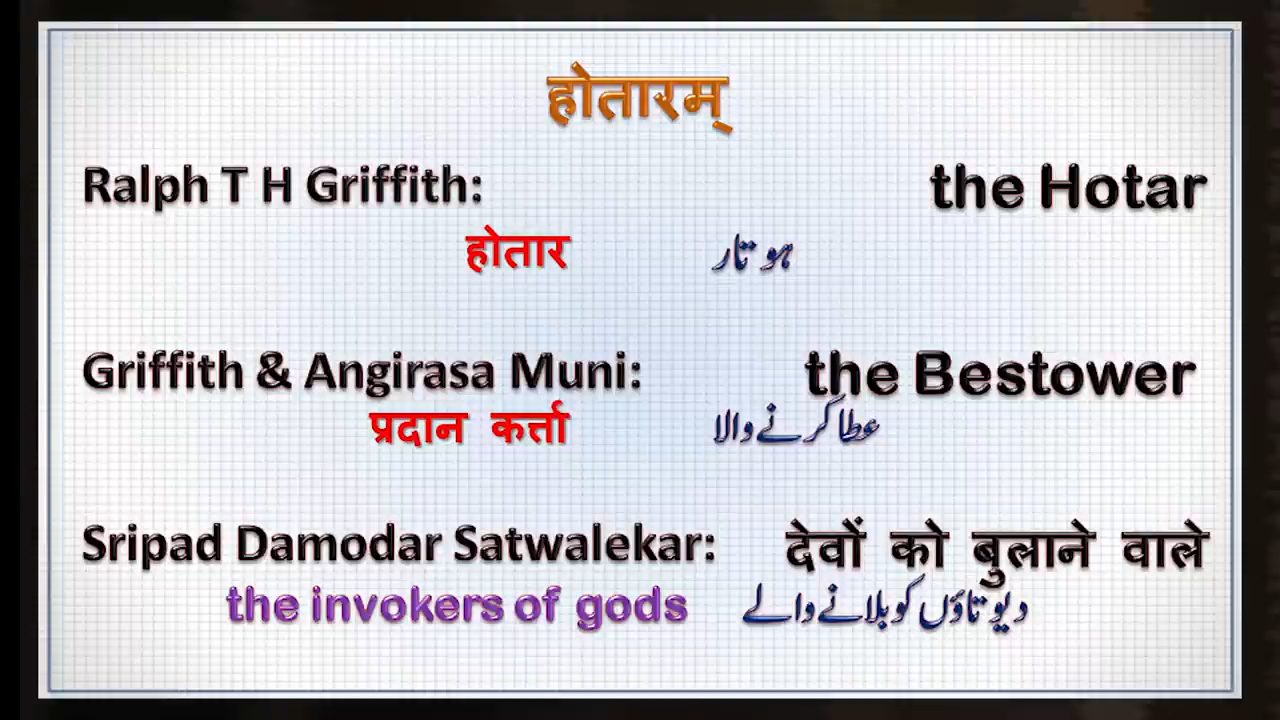 होतारम्
Ralph T H Griffith: the Hotar
होतार ہوتار
Griffith & Angirasa Muni: the Bestower
प्रदान कर्त्ता عطا کرنے والا
Sripad Damodar Satwalekar: देवों को बुलाने वाले
the invokers of gods دیوتاؤں کو بلانے والے